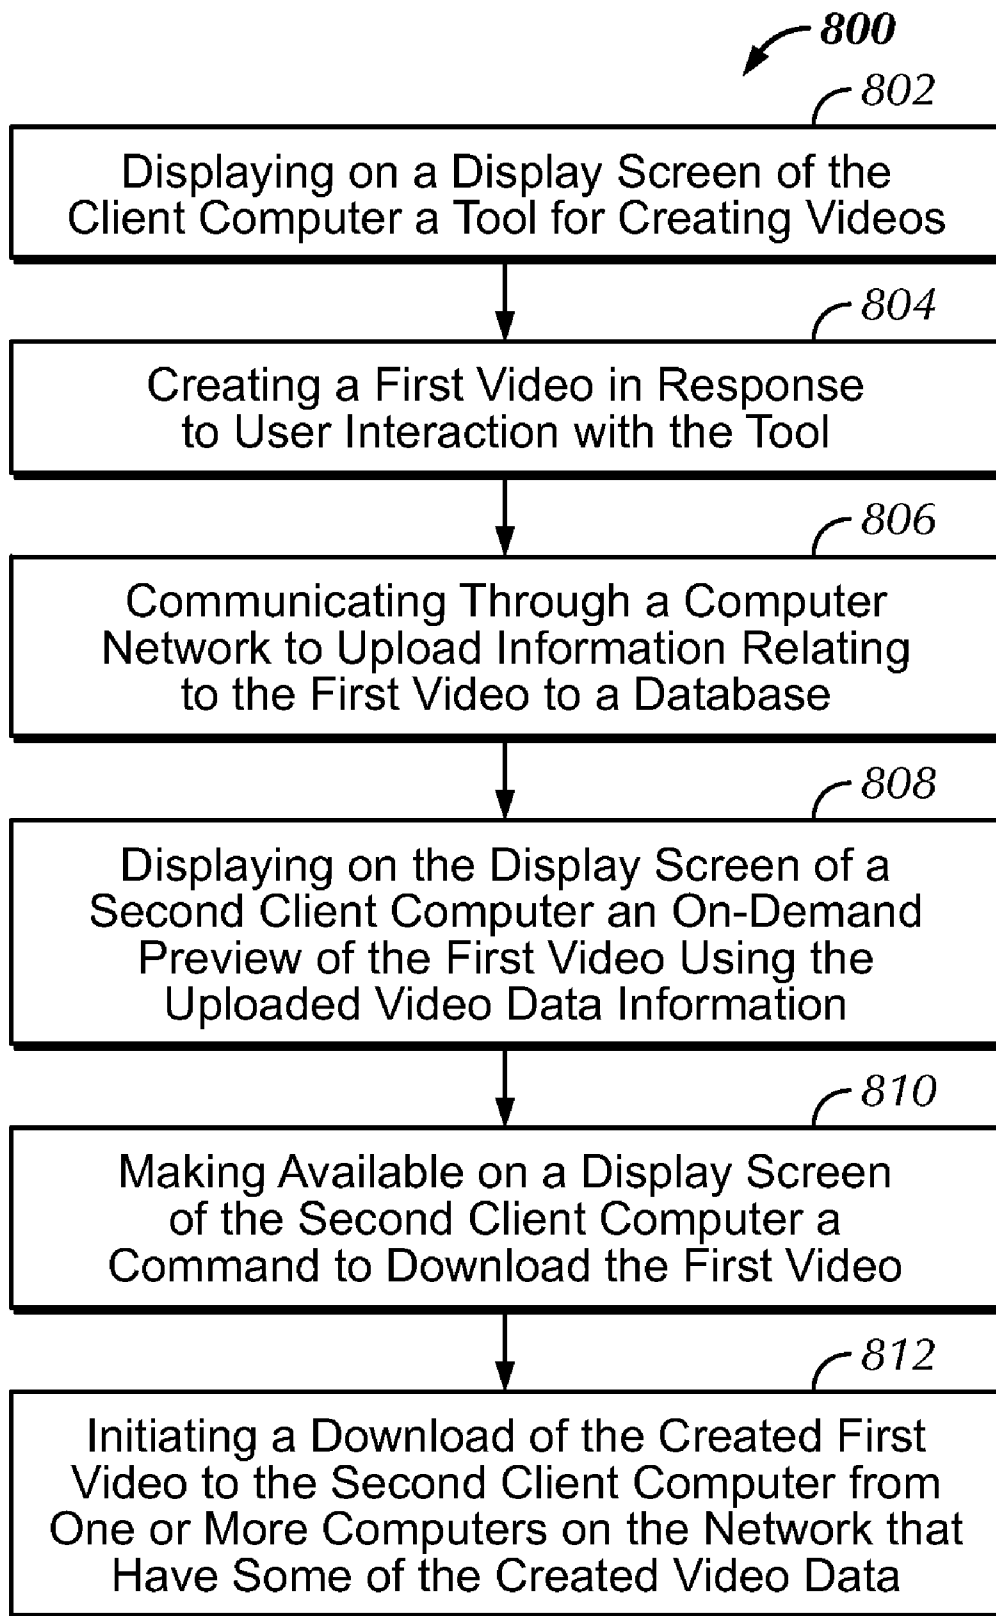 800
802
Displaying on a Display Screen of the
Client Computer a Tool for Creating Videos
804
Creating a First Video in Response
to User Interaction with the Tool
806
Communicating Through a Computer
Network to Upload Information Relating
to the First Video to a Database
808
Displaying on the Display Screen of a
Second Client Computer an On-Demand
Preview of the First Video Using the
Uploaded Video Data Information
810
Making Available on a Display Screen
of the Second Client Computer a
Command to Download the First Video
812
Initiating a Download of the Created First
Video to the Second Client Computer from
One or More Computers on the Network that
Have Some of the Created Video Data